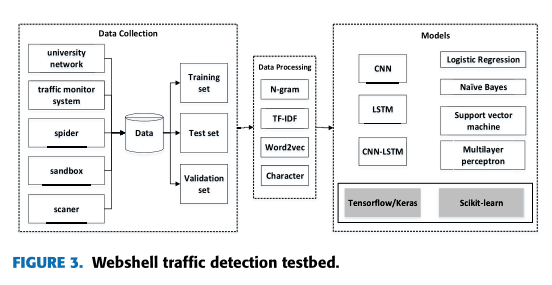 Data Collection
university
network
traffic monitor
system
spider
sandbox
scaner
Data
Training
set
Test set
Validation
set
Data Processing
N-gram
TF-IDF
Word2vec
Character
Models
CNN
LSTM
CNN-LSTM
Logistic Regression
Naïve Bayes
Support vector
machine
Multilayer
perceptron
Tensorflow/Keras
Scikit-learn
FIGURE 3. Webshell traffic detection testbed.